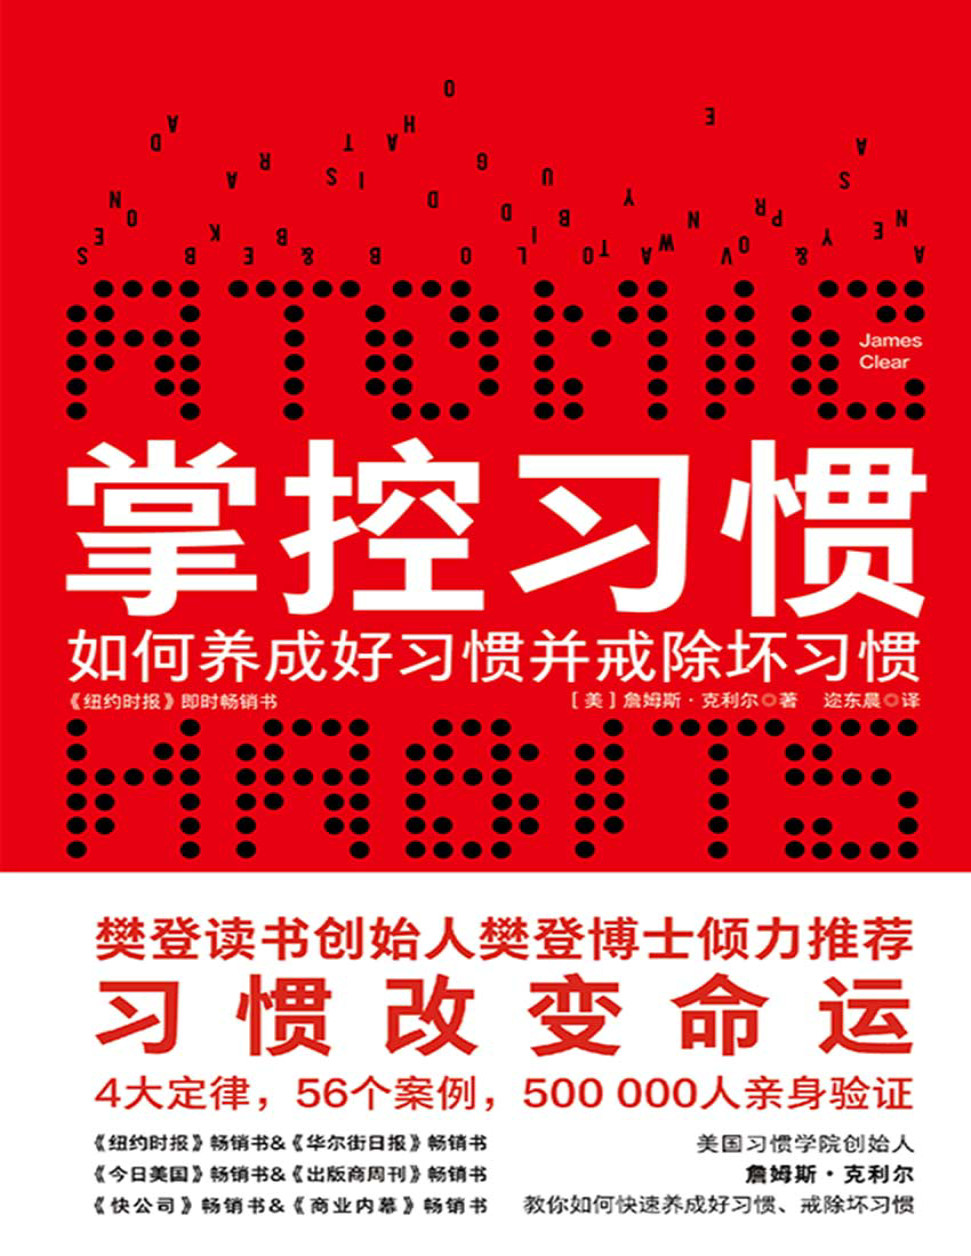 ATOMIC
James
Clear
掌控习惯
如何养成好习惯并戒除坏习惯
《纽约时报》即时畅销书
[美]詹姆斯·克利尔◎著 迩东晨◎译
HABITS
樊登读书创始人樊登博士倾力推荐
习惯改变命运
4大定律，56个案例，500 000人亲身验证
《纽约时报》畅销书&《华尔街日报》畅销书
《今日美国》畅销书&《出版商周刊》畅销书
《快公司》畅销书&《商业内幕》畅销书
美国习惯学院创始人
詹姆斯·克利尔
教你如何快速养成好习惯、戒除坏习惯